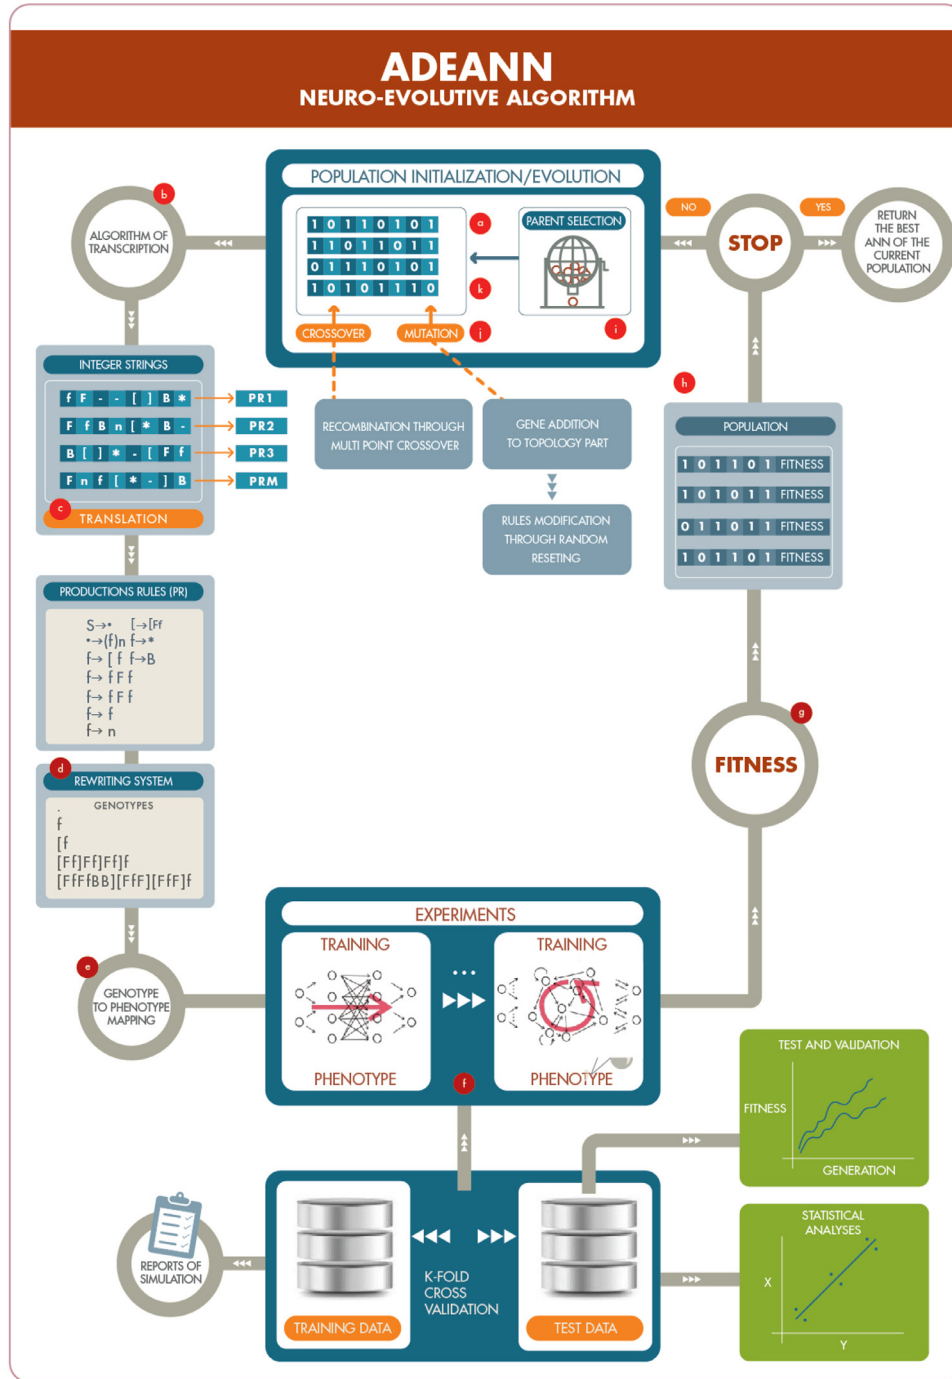 ADEANN
NEURO-EVOLUTIVE ALGORITHM
POPULATION INITIALIZATION/EVOLUTION
b
ALGORITHM OF
TRANSCRIPTION
1 0 1 1 0 1 0 1
1 1 0 1 1 0 1 1
0 1 1 1 0 1 0 1
1 0 1 0 1 1 1 0
a
k
PARENT SELECTION
i
CROSSOVER
MUTATION
j
NO
STOP
YES
RETURN
THE BEST
ANN OF THE
CURRENT
POPULATION
INTEGER STRINGS
f F - - [ ] B *
PR1
F f B n [ * B -
PR2
B [ ] * - [ F f
PR3
F n f [ * - ] B
PRM
c
TRANSLATION
RECOMBINATION THROUGH
MULTI POINT CROSSOVER
GENE ADDITION
TO TOPOLOGY PART
RULES MODIFICATION
THROUGH RANDOM
RESETING
h
POPULATION
1 0 1 1 0 1 FITNESS
1 0 1 0 1 1 FITNESS
0 1 1 0 1 1 FITNESS
1 0 1 1 0 1 FITNESS
PRODUCTIONS RULES (PR)
S→• [→[Ff
•→(f)n f→*
f→ [ f f→B
f→ f F f
f→ f F f
f→ f
f→ n
d
REWRITING SYSTEM
GENOTYPES
.
f
[f
[Ff]Ff]Ff]f
[FfFfBB][FfF][FfF]f
g
FITNESS
e
GENOTYPE
TO PHENOTYPE
MAPPING
EXPERIMENTS
TRAINING
PHENOTYPE
...
TRAINING
PHENOTYPE
f
TEST AND VALIDATION
FITNESS
GENERATION
REPORTS OF
SIMULATION
TRAINING DATA
K-FOLD
CROSS
VALIDATION
TEST DATA
STATISTICAL
ANALYSES
X
Y